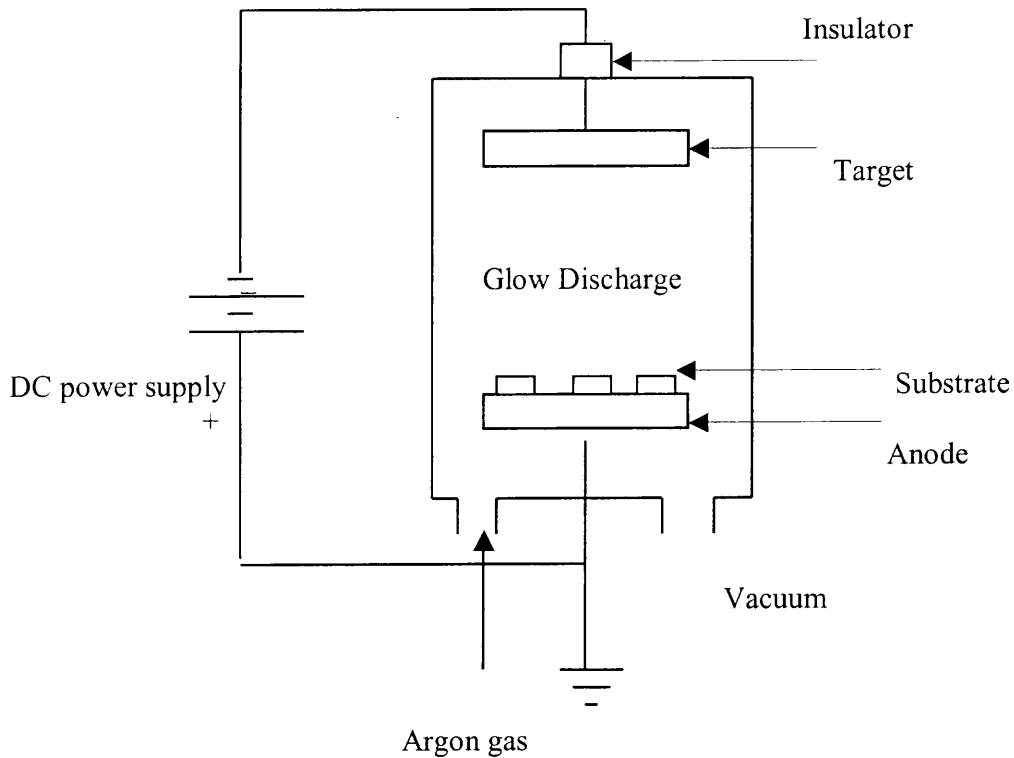 Insulator
Target
Glow Discharge
DC power supply
-
+
Substrate
Anode
Vacuum
Argon gas